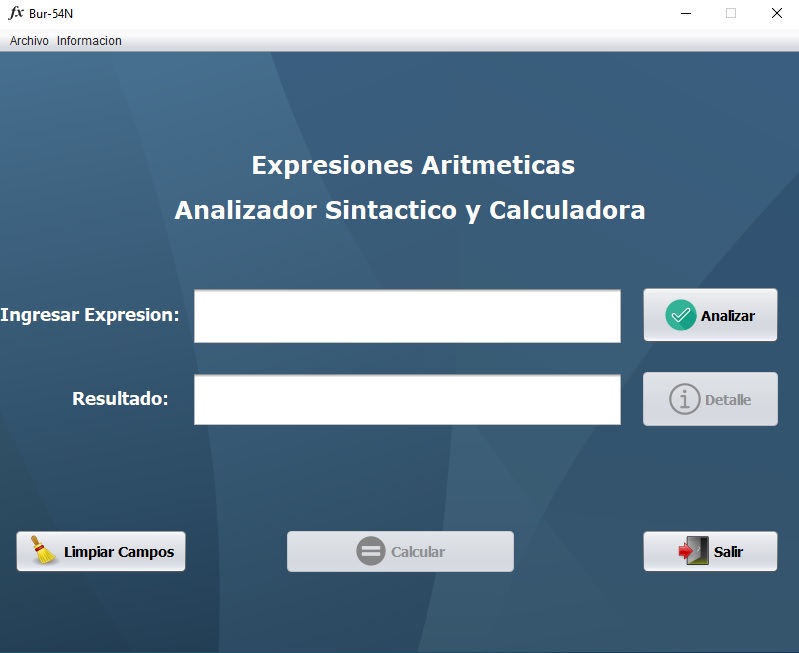 fx Bur-54N
Archivo Informacion
Expresiones Aritmeticas
Analizador Sintactico y Calculadora
Ingresar Expresion:
Analizar
Resultado:
Detalle
Limpiar Campos
Calcular
Salir